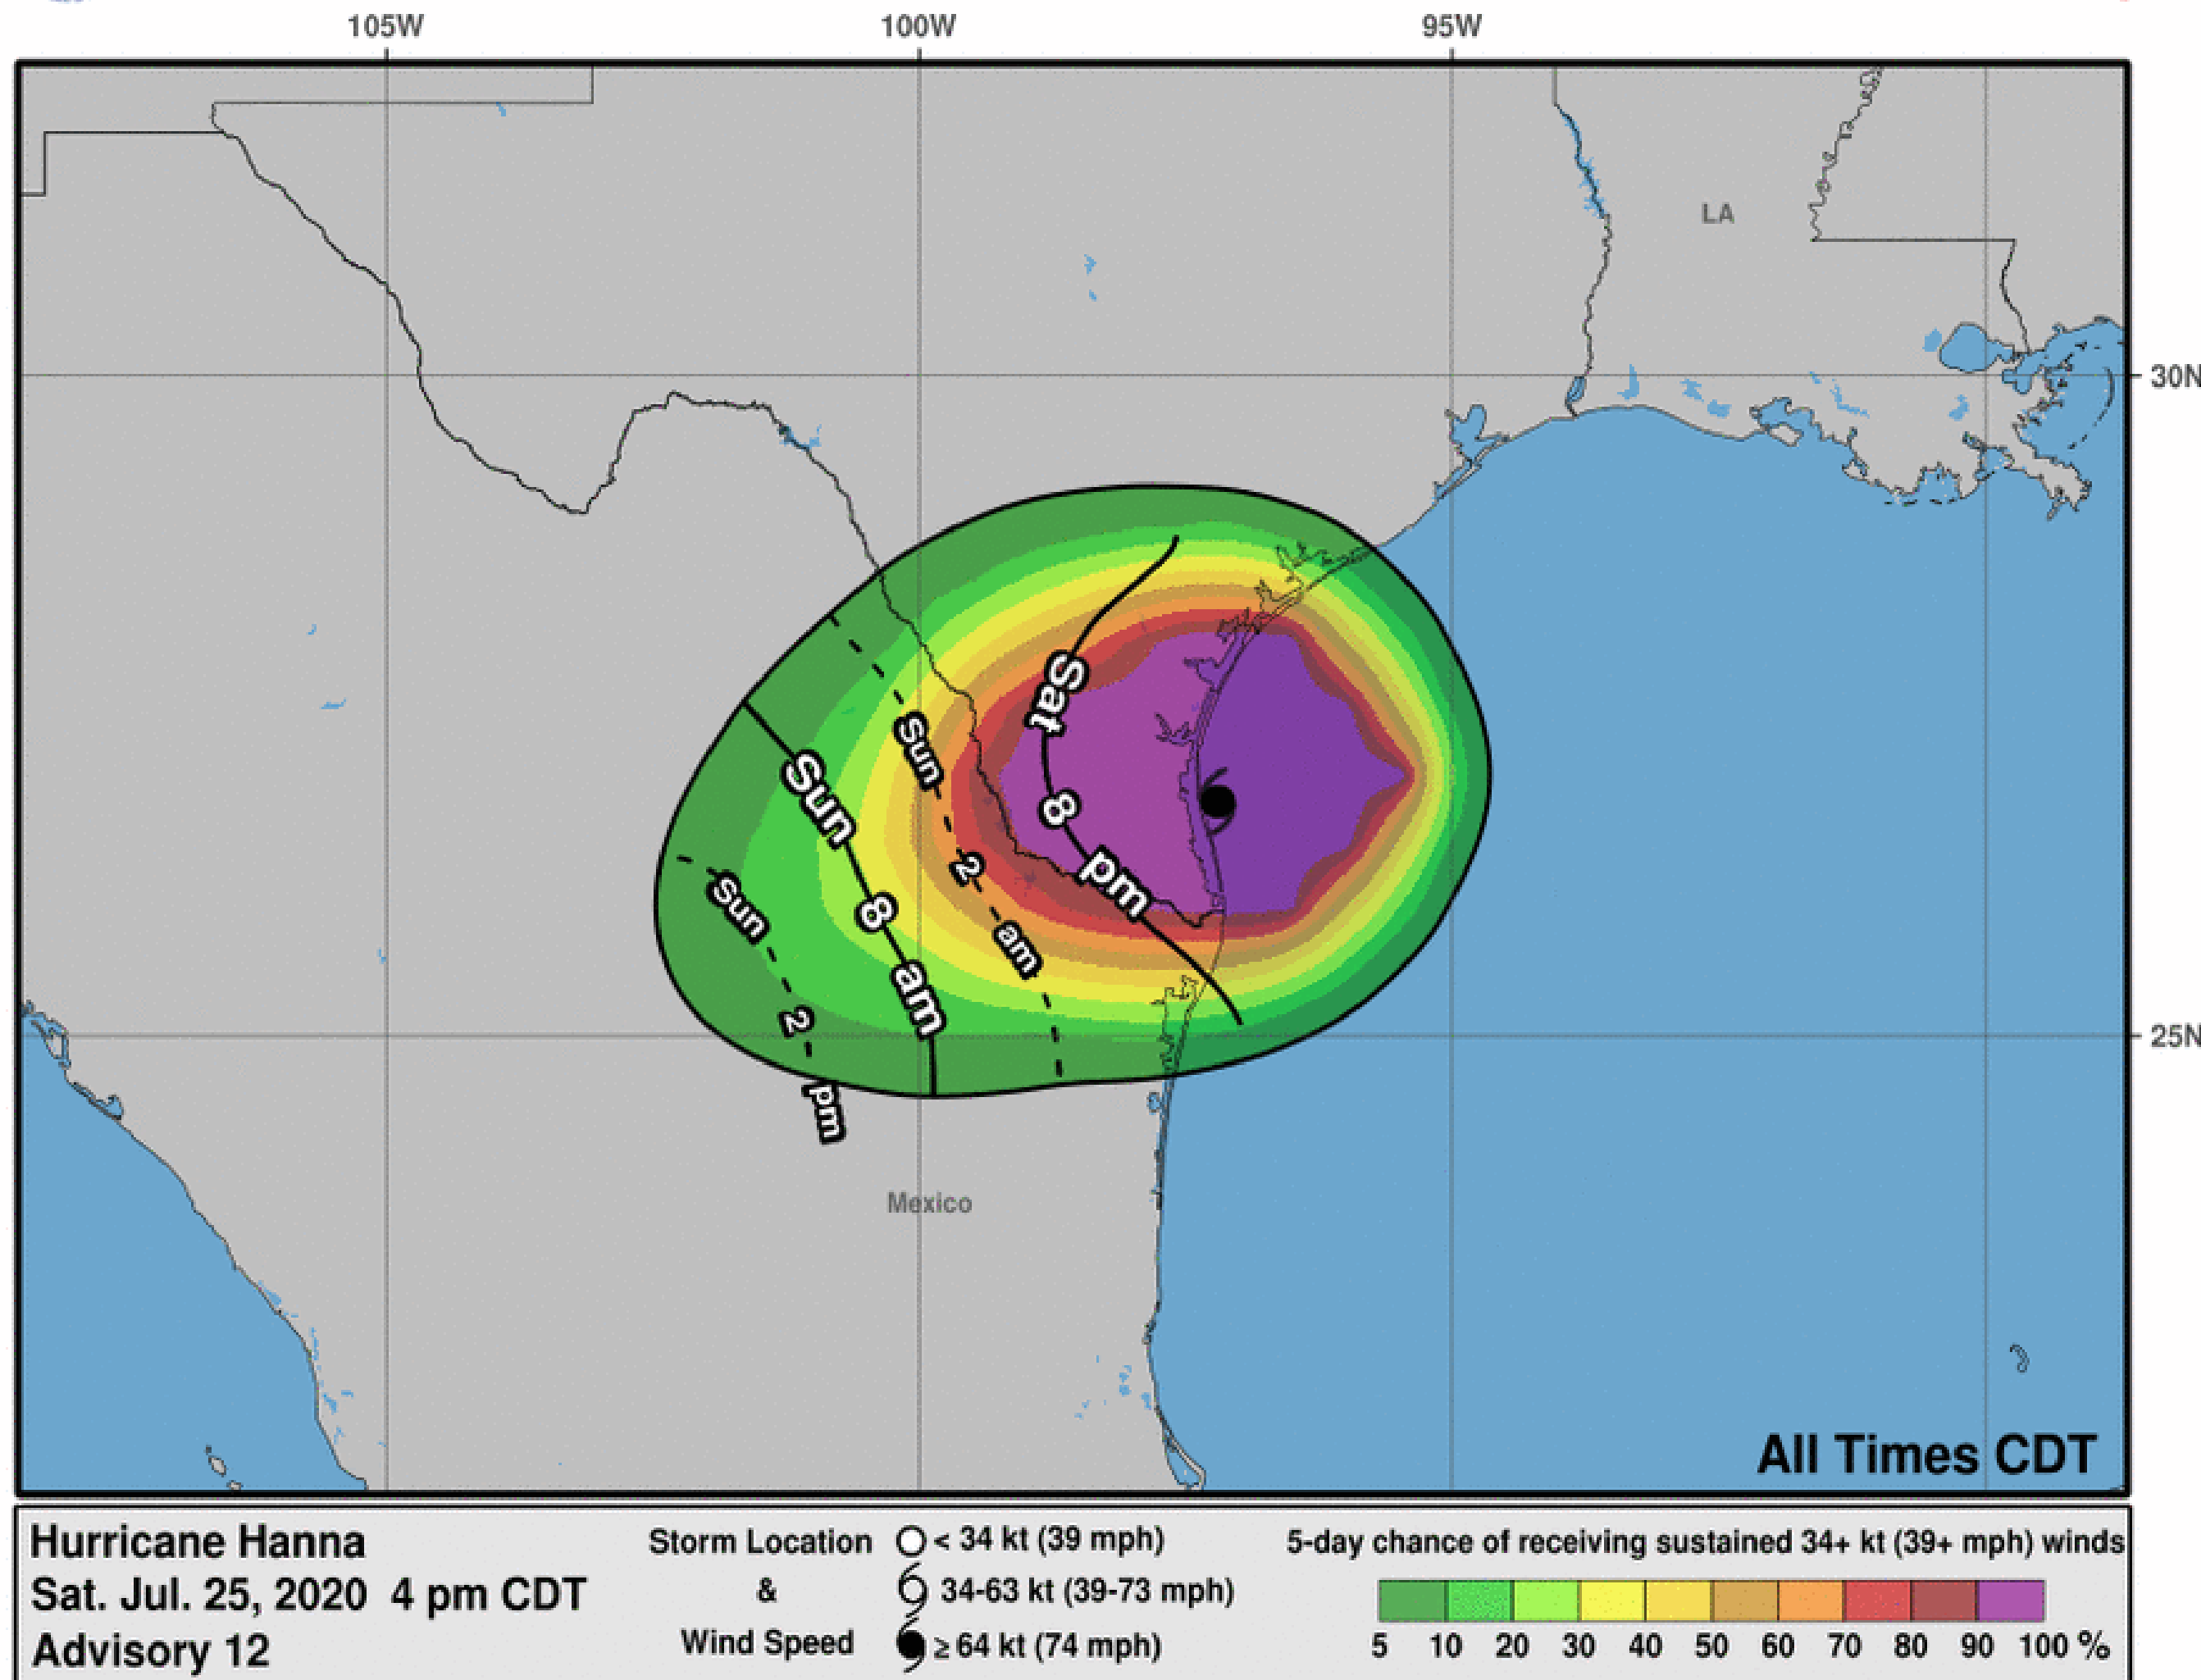 105W 100W 95W
LA
30N
Sat 8 pm
Sun 2 am
Sun 8 am
Sun 2 pm
25N
Mexico
All Times CDT
Hurricane Hanna
Sat. Jul. 25, 2020 4 pm CDT
Advisory 12
Storm Location
&
Wind Speed
< 34 kt (39 mph)
34-63 kt (39-73 mph)
≥ 64 kt (74 mph)
5-day chance of receiving sustained 34+ kt (39+ mph) winds
5 10 20 30 40 50 60 70 80 90 100 %